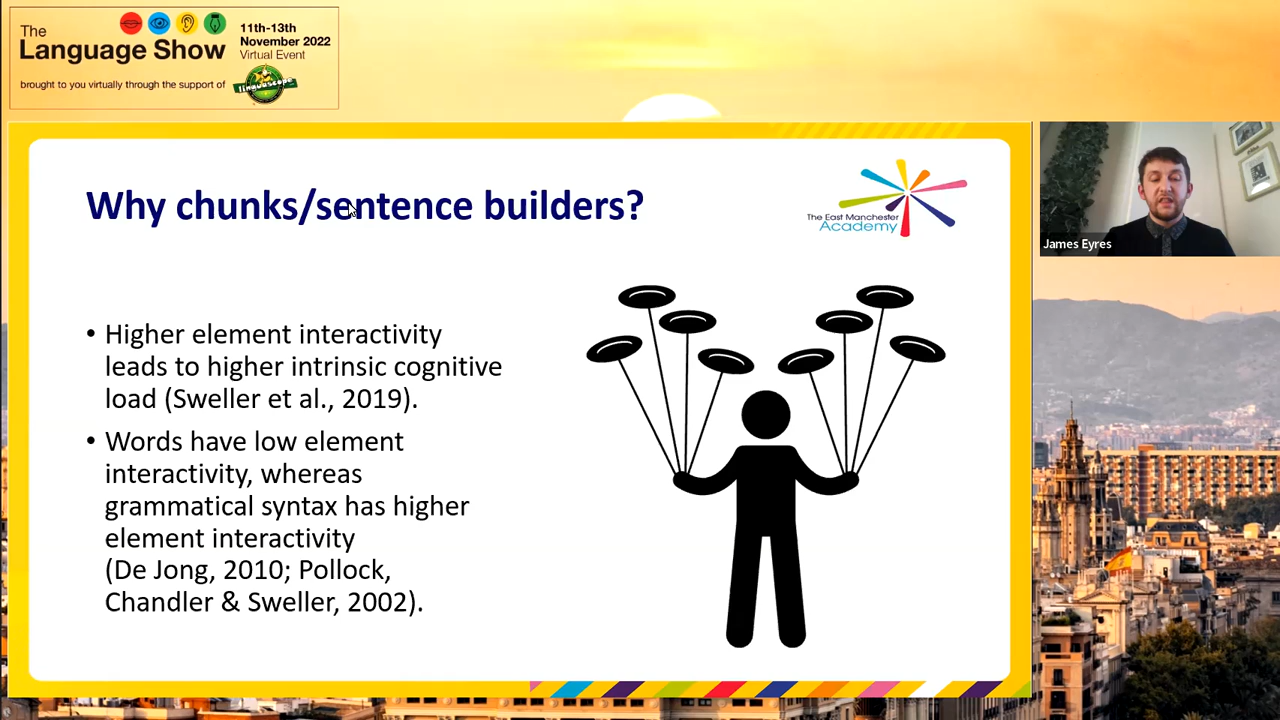 The
Language Show
11th-13th
November 2022
Virtual Event
brought to you virtually through the support of
linguascope
Why chunks/sentence builders?
The East Manchester
Academy
• Higher element interactivity
leads to higher intrinsic cognitive
load (Sweller et al., 2019).
• Words have low element
interactivity, whereas
grammatical syntax has higher
element interactivity
(De Jong, 2010; Pollock,
Chandler & Sweller, 2002).
James Eyres